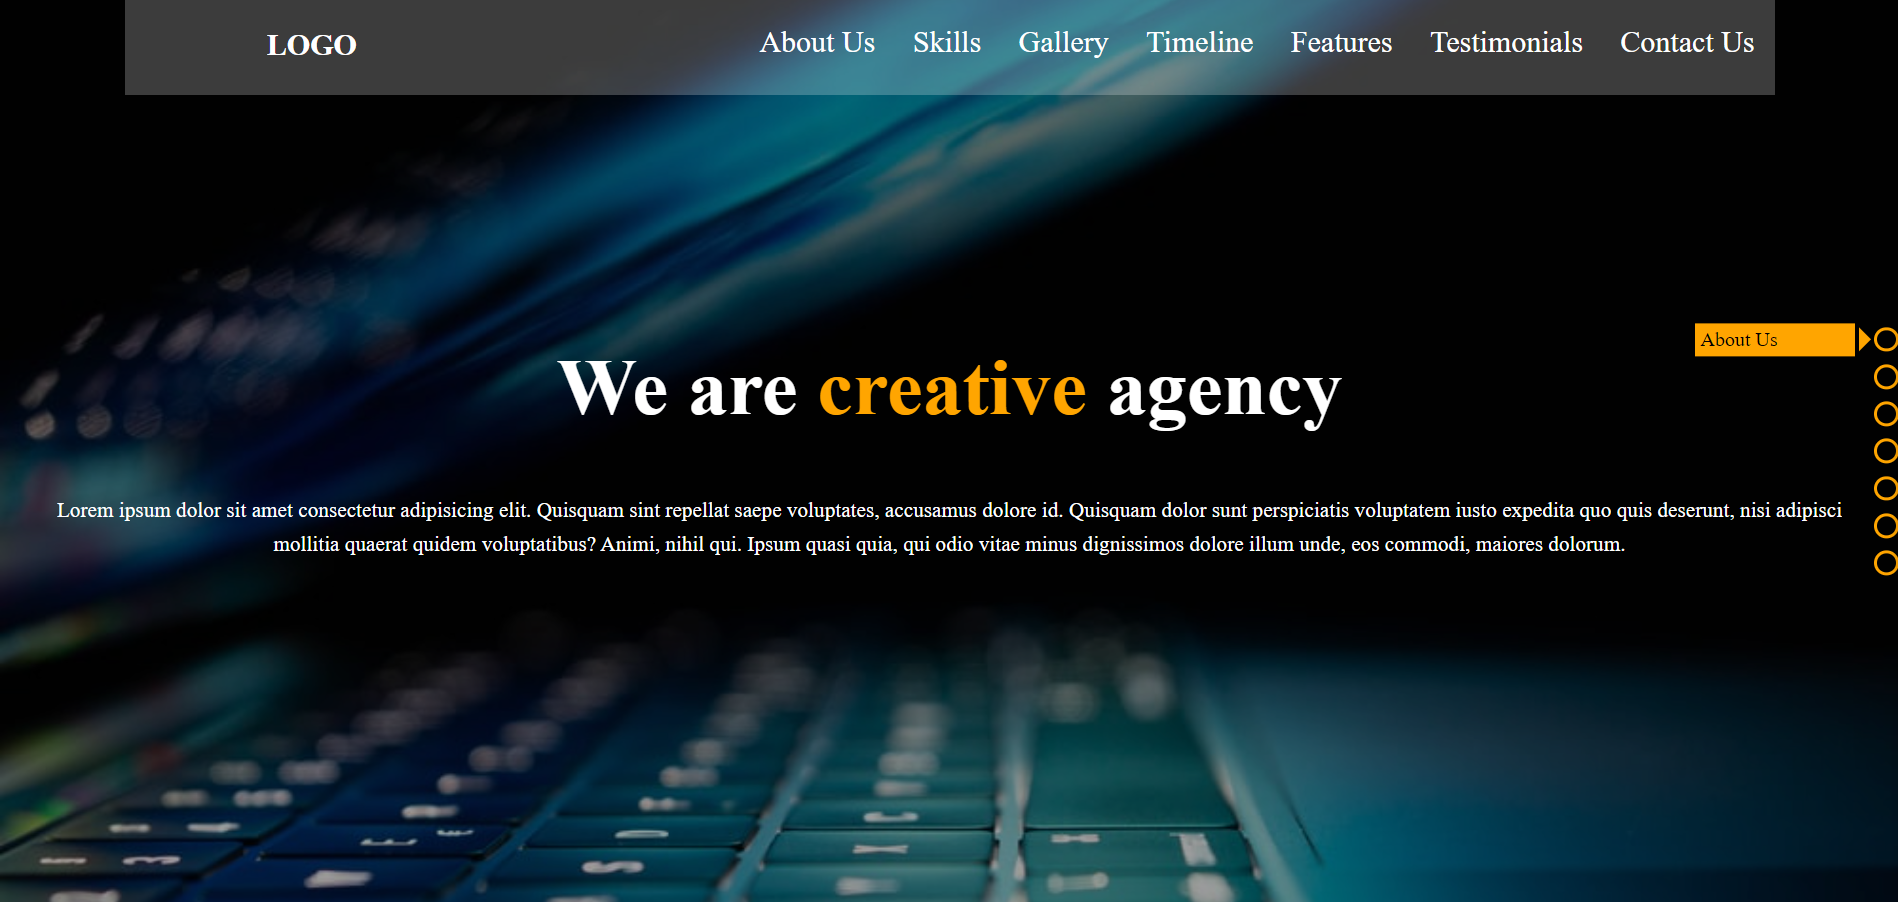 LOGO
About Us Skills Gallery Timeline Features Testimonials Contact Us
About Us
We are creative agency
Lorem ipsum dolor sit amet consectetur adipisicing elit. Quisquam sint repellat saepe voluptates, accusamus dolore id. Quisquam dolor sunt perspiciatis voluptatem iusto expedita quo quis deserunt, nisi adipisci
mollitia quaerat quidem voluptatibus? Animi, nihil qui. Ipsum quasi quia, qui odio vitae minus dignissimos dolore illum unde, eos commodi, maiores dolorum.